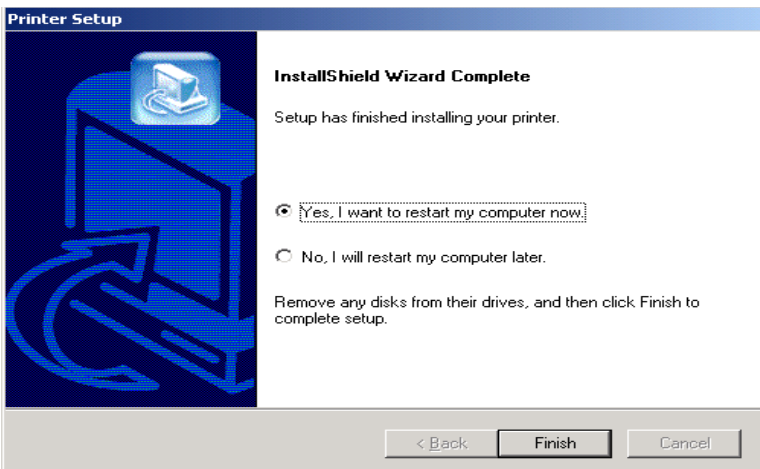 Printer Setup
InstallShield Wizard Complete
Setup has finished installing your printer.
Yes, I want to restart my computer now.
No, I will restart my computer later.
Remove any disks from their drives, and then click Finish to
complete setup.
< Back Finish Cancel